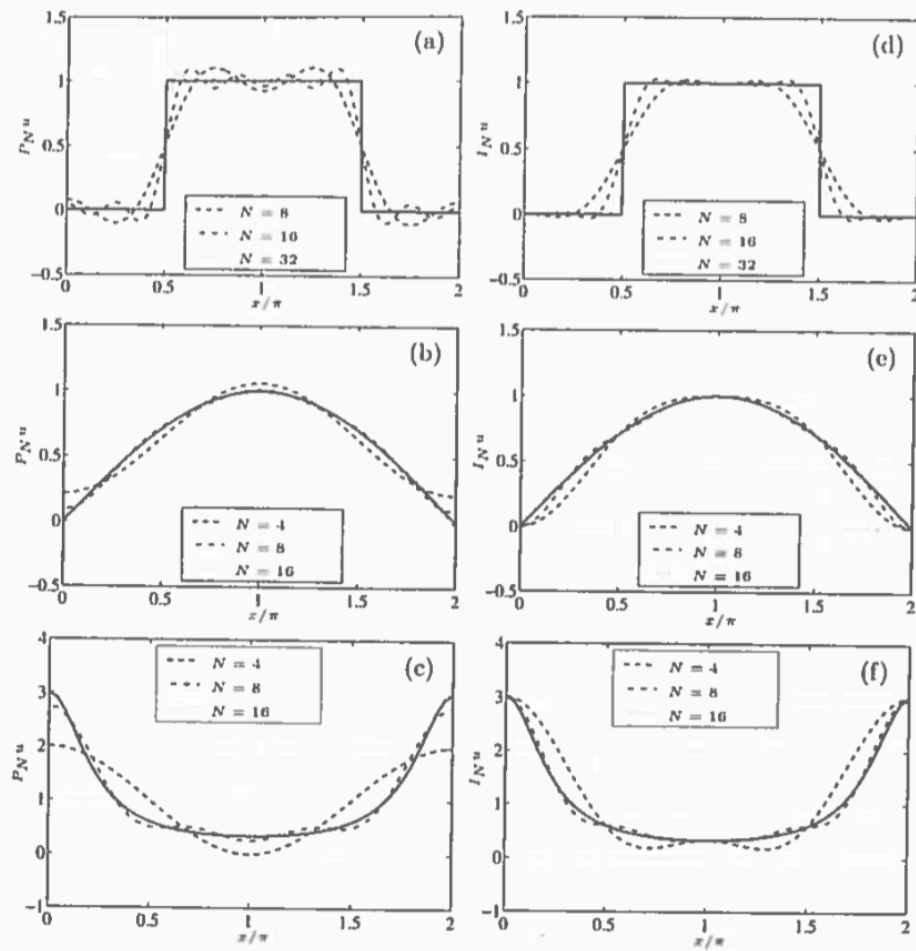 1.5
(a)
1
0.5
0
−0.5
P_N u
N = 8
N = 16
N = 32
0
0.5
1
1.5
2
x/π
1.5
(d)
1
0.5
0
−0.5
I_N u
N = 8
N = 16
N = 32
0
0.5
1
1.5
2
x/π
1.5
(b)
1
0.5
0
−0.5
P_N u
N = 4
N = 8
N = 16
0
0.5
1
1.5
2
x/π
1.5
(e)
1
0.5
0
−0.5
I_N u
N = 4
N = 8
N = 16
0
0.5
1
1.5
2
x/π
4
(c)
3
2
1
0
−1
P_N u
N = 4
N = 8
N = 16
0
0.5
1
1.5
2
x/π
4
(f)
3
2
1
0
−1
I_N u
N = 4
N = 8
N = 16
0
0.5
1
1.5
2
x/π